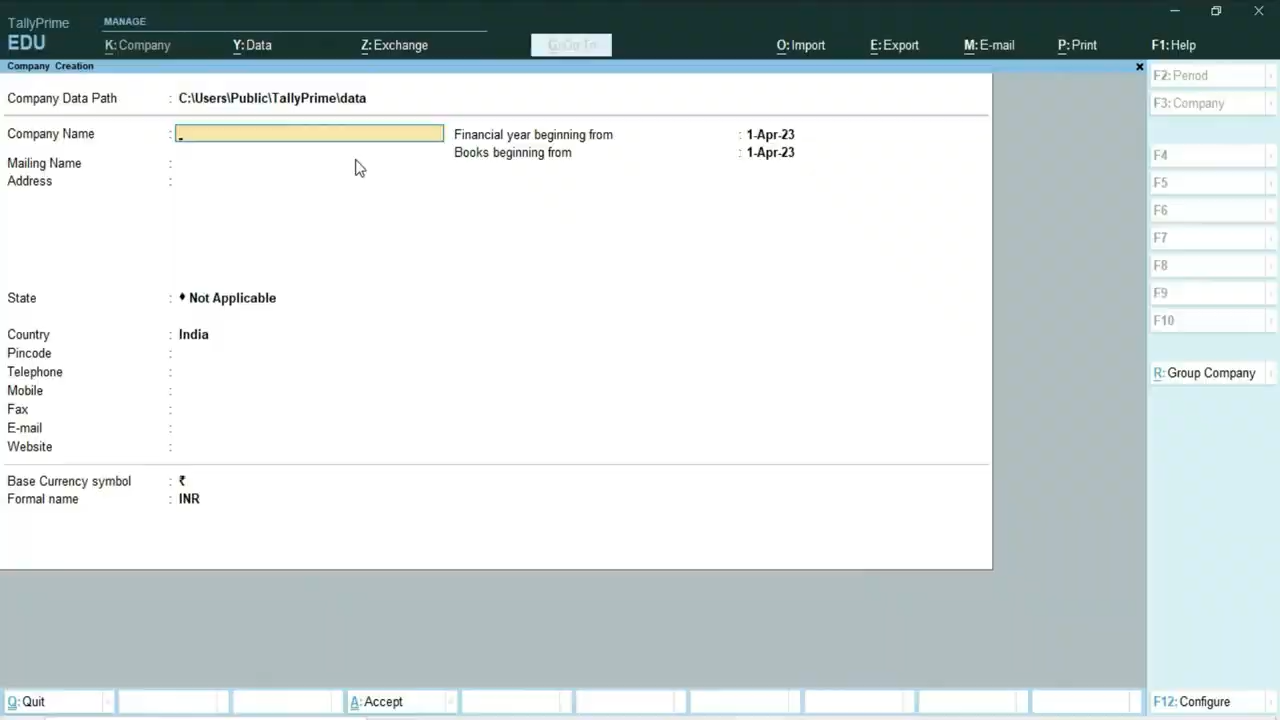 TallyPrime
EDU
MANAGE
K: Company
Y: Data
Z: Exchange
G: Go To
O: Import
E: Export
M: E-mail
P: Print
F1: Help
Company Creation
F2: Period
F3: Company
F4
F5
F6
F7
F8
F9
F10
R: Group Company
Company Data Path : C:\Users\Public\TallyPrime\data
Company Name :
Financial year beginning from : 1-Apr-23
Books beginning from : 1-Apr-23
Mailing Name :
Address :
State : ♦ Not Applicable
Country : India
Pincode :
Telephone :
Mobile :
Fax :
E-mail :
Website :
Base Currency symbol : ₹
Formal name : INR
Q: Quit
A: Accept
F12: Configure